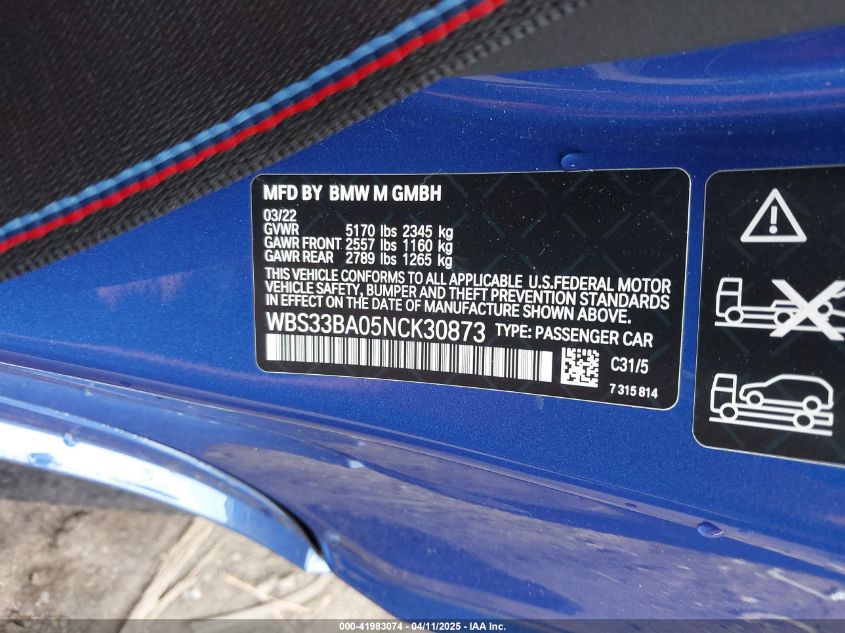 MFD BY BMW M GMBH
03/22
GVWR 5170 lbs 2345 kg
GAWR FRONT 2557 lbs 1160 kg
GAWR REAR 2789 lbs 1265 kg
THIS VEHICLE CONFORMS TO ALL APPLICABLE U.S.FEDERAL MOTOR
VEHICLE SAFETY, BUMPER AND THEFT PREVENTION STANDARDS
IN EFFECT ON THE DATE OF MANUFACTURE SHOWN ABOVE.
WBS33BA05NCK30873 TYPE: PASSENGER CAR
C31/5
7 315 814
000-41983074 - 04/11/2025 - IAA Inc.